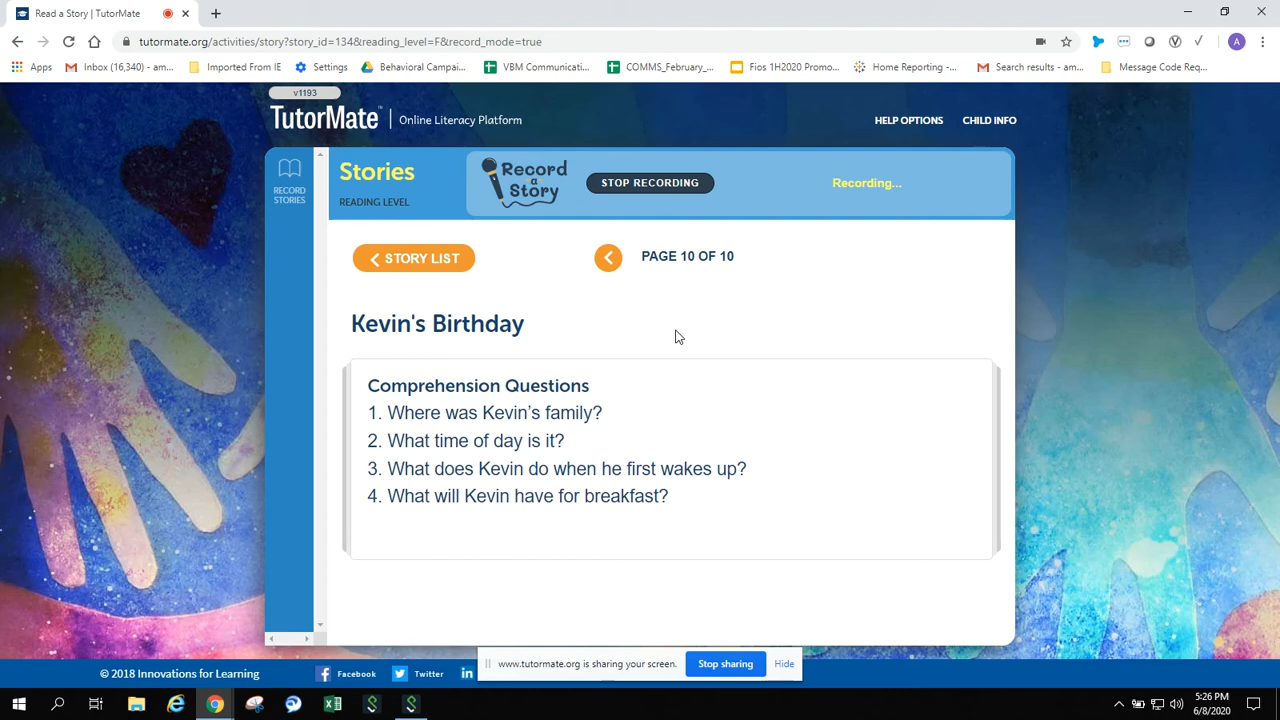 Read a Story | TutorMate
tutormate.org/activities/story?story_id=134&reading_level=F&record_mode=true
A
Apps
Inbox (16,340) - am...
Imported From IE
Settings
Behavioral Campai...
VBM Communicati...
COMMS_February_...
Fios 1H2020 Promo...
Home Reporting -...
Search results - am...
Message Code Req...
v1193
TutorMate™ | Online Literacy Platform
HELP OPTIONS
CHILD INFO
RECORD
STORIES
Stories
READING LEVEL
Record
a
Story
STOP RECORDING
Recording...
STORY LIST
PAGE 10 OF 10
Kevin's Birthday
Comprehension Questions
1. Where was Kevin's family?
2. What time of day is it?
3. What does Kevin do when he first wakes up?
4. What will Kevin have for breakfast?
www.tutormate.org is sharing your screen.
Stop sharing
Hide
© 2018 Innovations for Learning
Facebook
Twitter
5:26 PM
6/8/2020